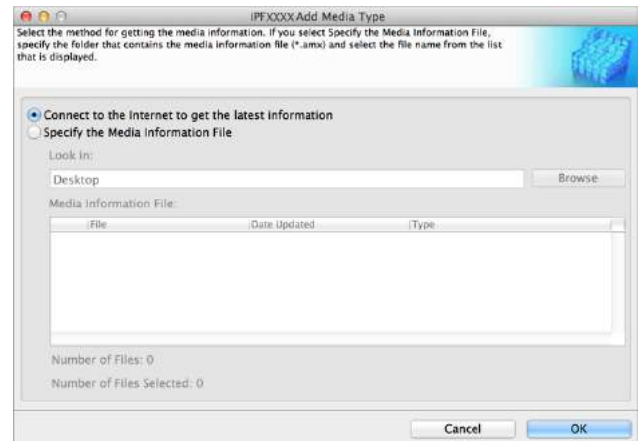 iPFXXXX Add Media Type
Select the method for getting the media information. If you select Specify the Media Information File,
specify the folder that contains the media information file (*.amx) and select the file name from the list
that is displayed.
Connect to the Internet to get the latest information
Specify the Media Information File
Look in:
Desktop
Browse
Media Information File:
File Date Updated Type
Number of Files: 0
Number of Files Selected: 0
Cancel OK